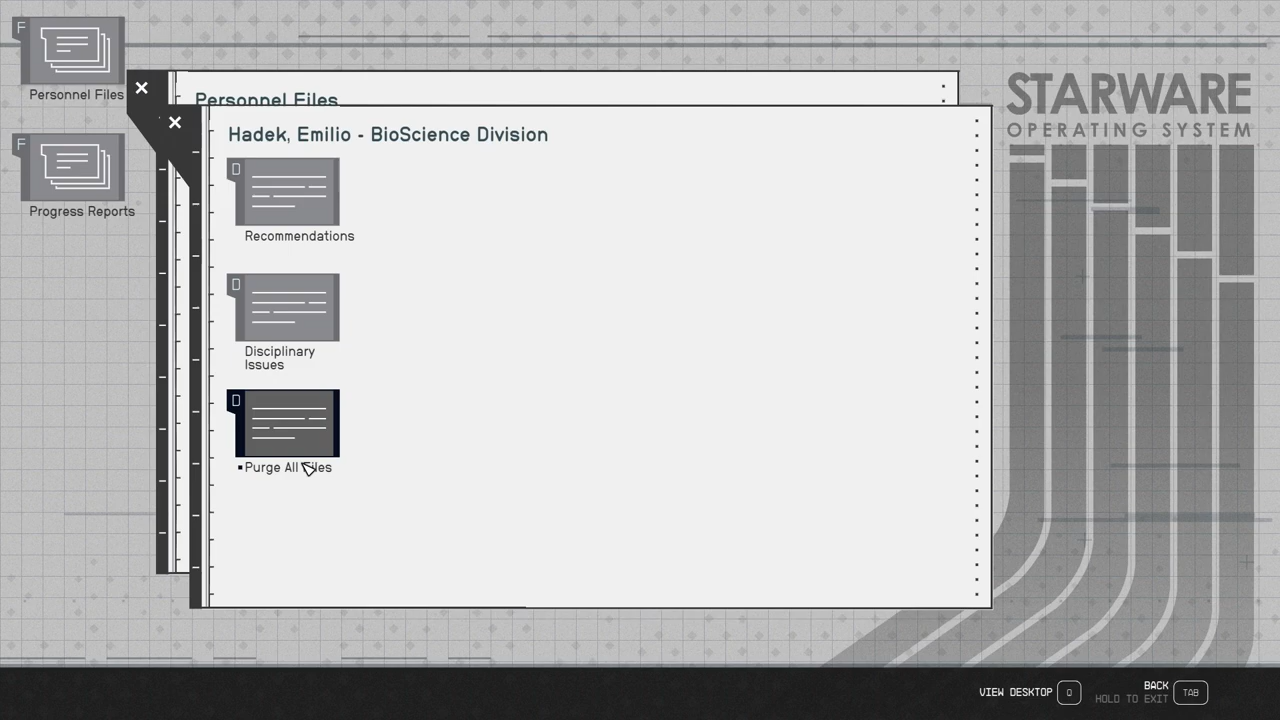 F
Personnel Files
F
Progress Reports
Personnel Files
Hadek, Emilio - BioScience Division
Recommendations
Disciplinary
Issues
Purge All Files
STARWARE
OPERATING SYSTEM
VIEW DESKTOP Q
BACK
HOLD TO EXIT TAB